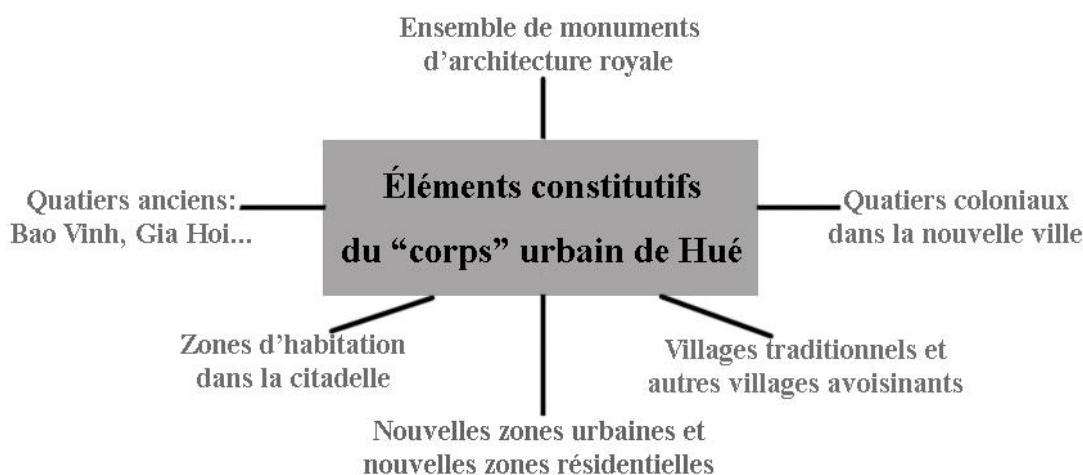 Ensemble de monuments
d’architecture royale
Éléments constitutifs
du “corps” urbain de Hué
Quatiers anciens:
Bao Vinh, Gia Hoi...
Quatiers coloniaux
dans la nouvelle ville
Zones d’habitation
dans la citadelle
Villages traditionnels et
autres villages avoisinants
Nouvelles zones urbaines et
nouvelles zones résidentielles